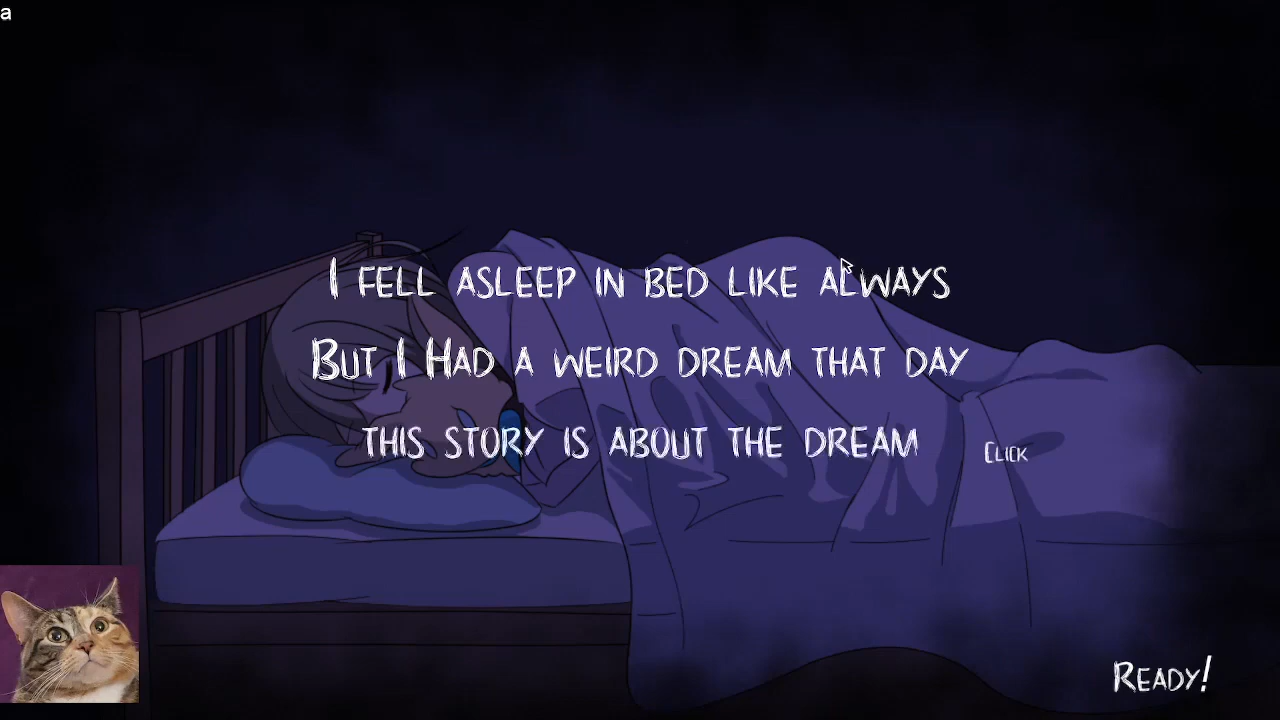 a
I FELL ASLEEP IN BED LIKE ALWAYS
BUT I HAD A WEIRD DREAM THAT DAY
THIS STORY IS ABOUT THE DREAM
CLICK
READY!